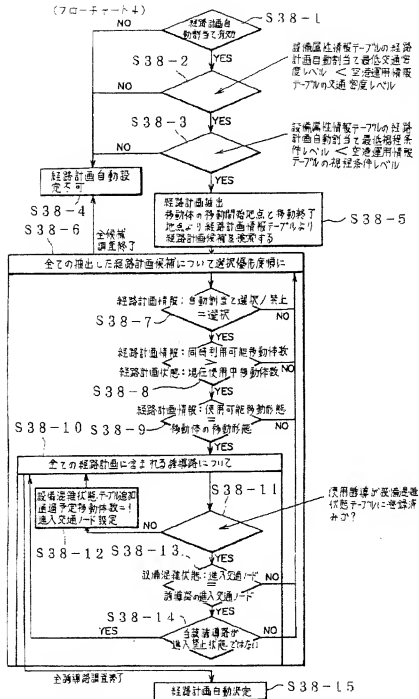 (フローチャート4)
経路計画自
動割当て有効
S38-1
NO
YES
S38-2
設備属性情報テーブルの経路
計画自動割当て最低交通密
度レベル < 空港運用情報
テーブルの交通密度レベル
NO
YES
S38-3
設備属性情報テーブルの経路
計画自動割当て最低視程条
件レベル < 空港運用情報
テーブルの視程条件レベル
NO
YES
経路計画自動設
定不可
S38-4
S38-6
経路計画抽出
移動体の移動開始地点と移動終了
地点より経路計画情報テーブルより
経路計画候補を検索する
S38-5
全候補
調査終了
全ての抽出した経路計画候補について選択優先度順に
経路計画情報:自動割当て選択/禁止
=選択
S38-7
NO
YES
経路計画情報:同時利用可能移動体数
>
経路計画状態:現在使用中移動体数
S38-8
NO
YES
経路計画情報:使用可能移動形態
=
移動体の移動形態
S38-9
NO
YES
S38-10
全ての経路計画に含まれる誘導路について
設備混雑状態テーブル追加
通過予定移動体数=1
進入交通ノード設定
S38-11
使用誘導が設備混雑
状態テーブルに登録済
みか?
NO
S38-12
YES
S38-13
設備混雑状態:進入交通ノード
=
誘導路の進入交通ノード
NO
YES
S38-14
当該誘導路が
進入禁止状態ではない
YES
NO
全誘導路調査終了
経路計画自動決定
S38-15